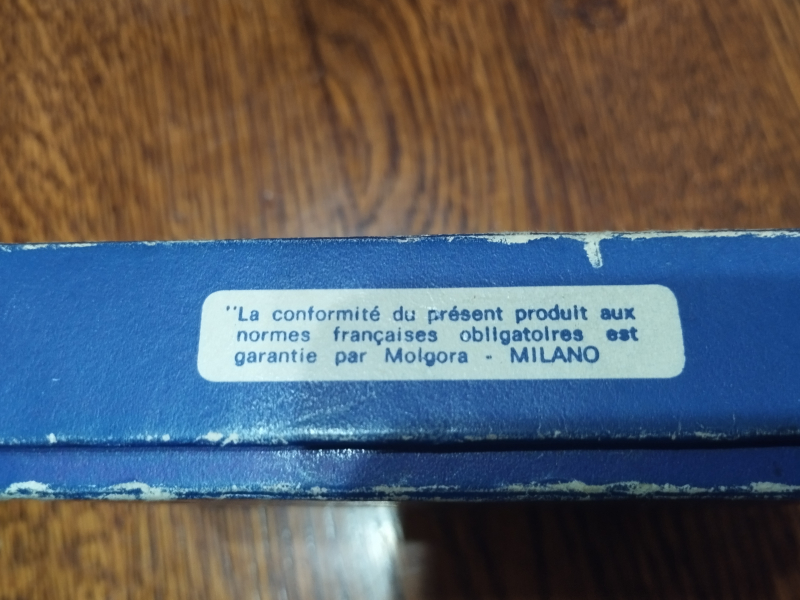 "La conformité du présent produit aux
normes françaises obligatoires est
garantie par Molgora - MILANO